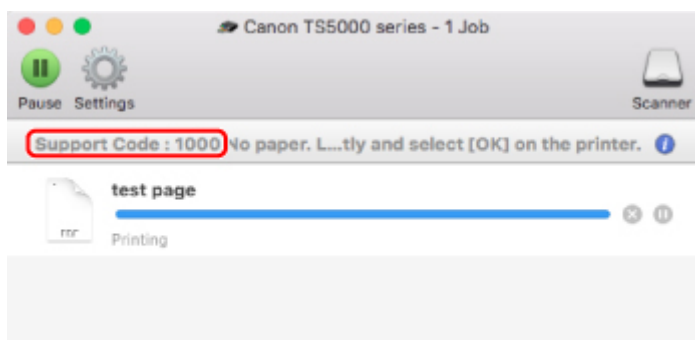 Canon TS5000 series - 1 Job
Pause Settings
Scanner
Support Code : 1000 No paper. L...tly and select [OK] on the printer.
test page
Printing